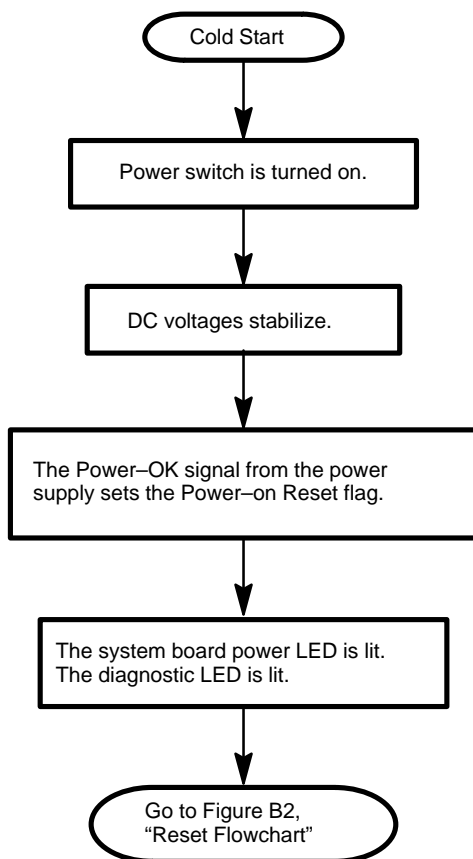 Cold Start
Power switch is turned on.
DC voltages stabilize.
The Power–OK signal from the power
supply sets the Power–on Reset flag.
The system board power LED is lit.
The diagnostic LED is lit.
Go to Figure B2,
“Reset Flowchart”